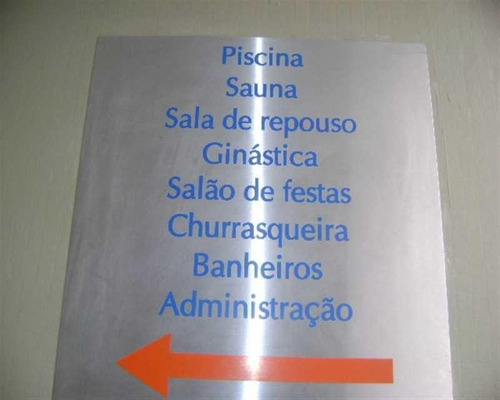 Piscina
Sauna
Sala de repouso
Ginástica
Salão de festas
Churrasqueira
Banheiros
Administração